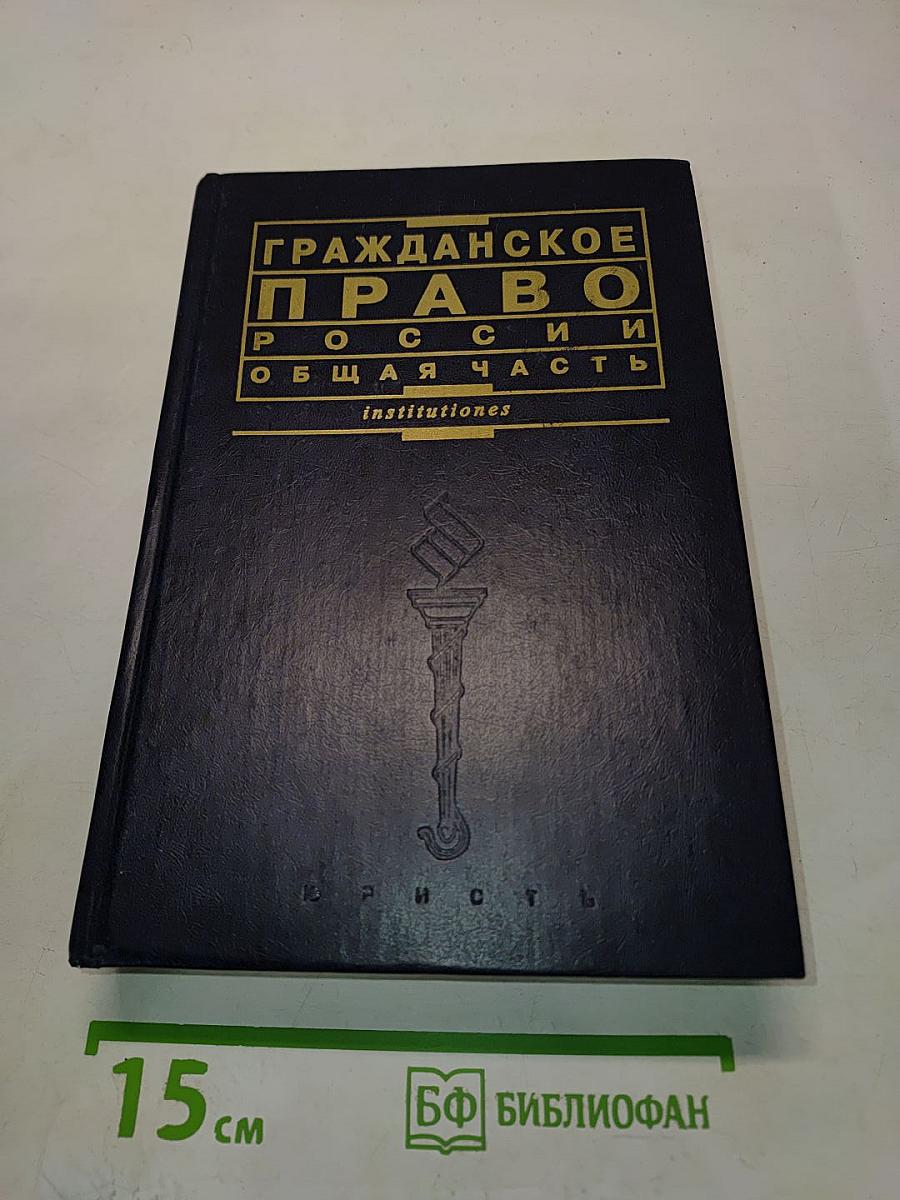 ГРАЖДАНСКОЕ
ПРАВО
РОССИИ
ОБЩАЯ ЧАСТЬ
institutiones
ЮРИСТЪ
15 см
БФ БИБЛИОФАН